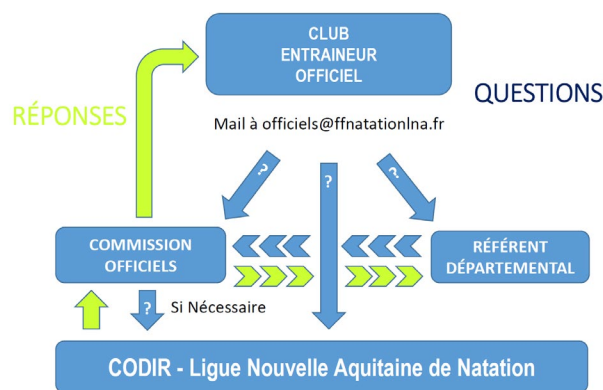 CLUB
ENTRAINEUR
OFFICIEL
RÉPONSES
QUESTIONS
Mail à officiels@ffnatationlna.fr
?
?
?
COMMISSION
OFFICIELS
RÉFÉRENT
DÉPARTEMENTAL
?
Si Nécessaire
CODIR - Ligue Nouvelle Aquitaine de Natation